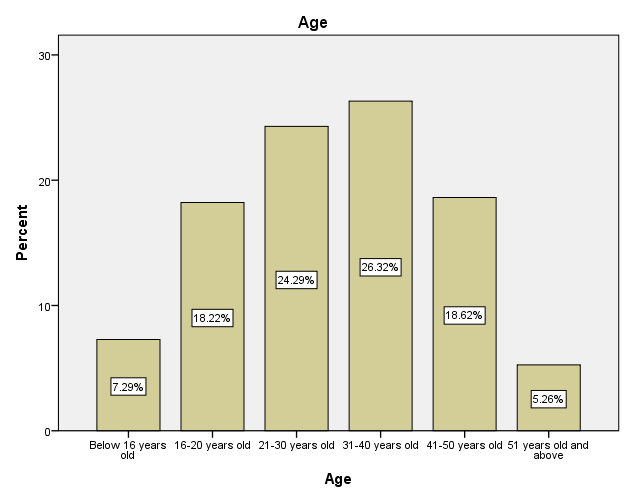 Age
Percent
30
20
10
0
7.29%
18.22%
24.29%
26.32%
18.62%
5.26%
Below 16 years
old
16-20 years old
21-30 years old
31-40 years old
41-50 years old
51 years old and
above
Age